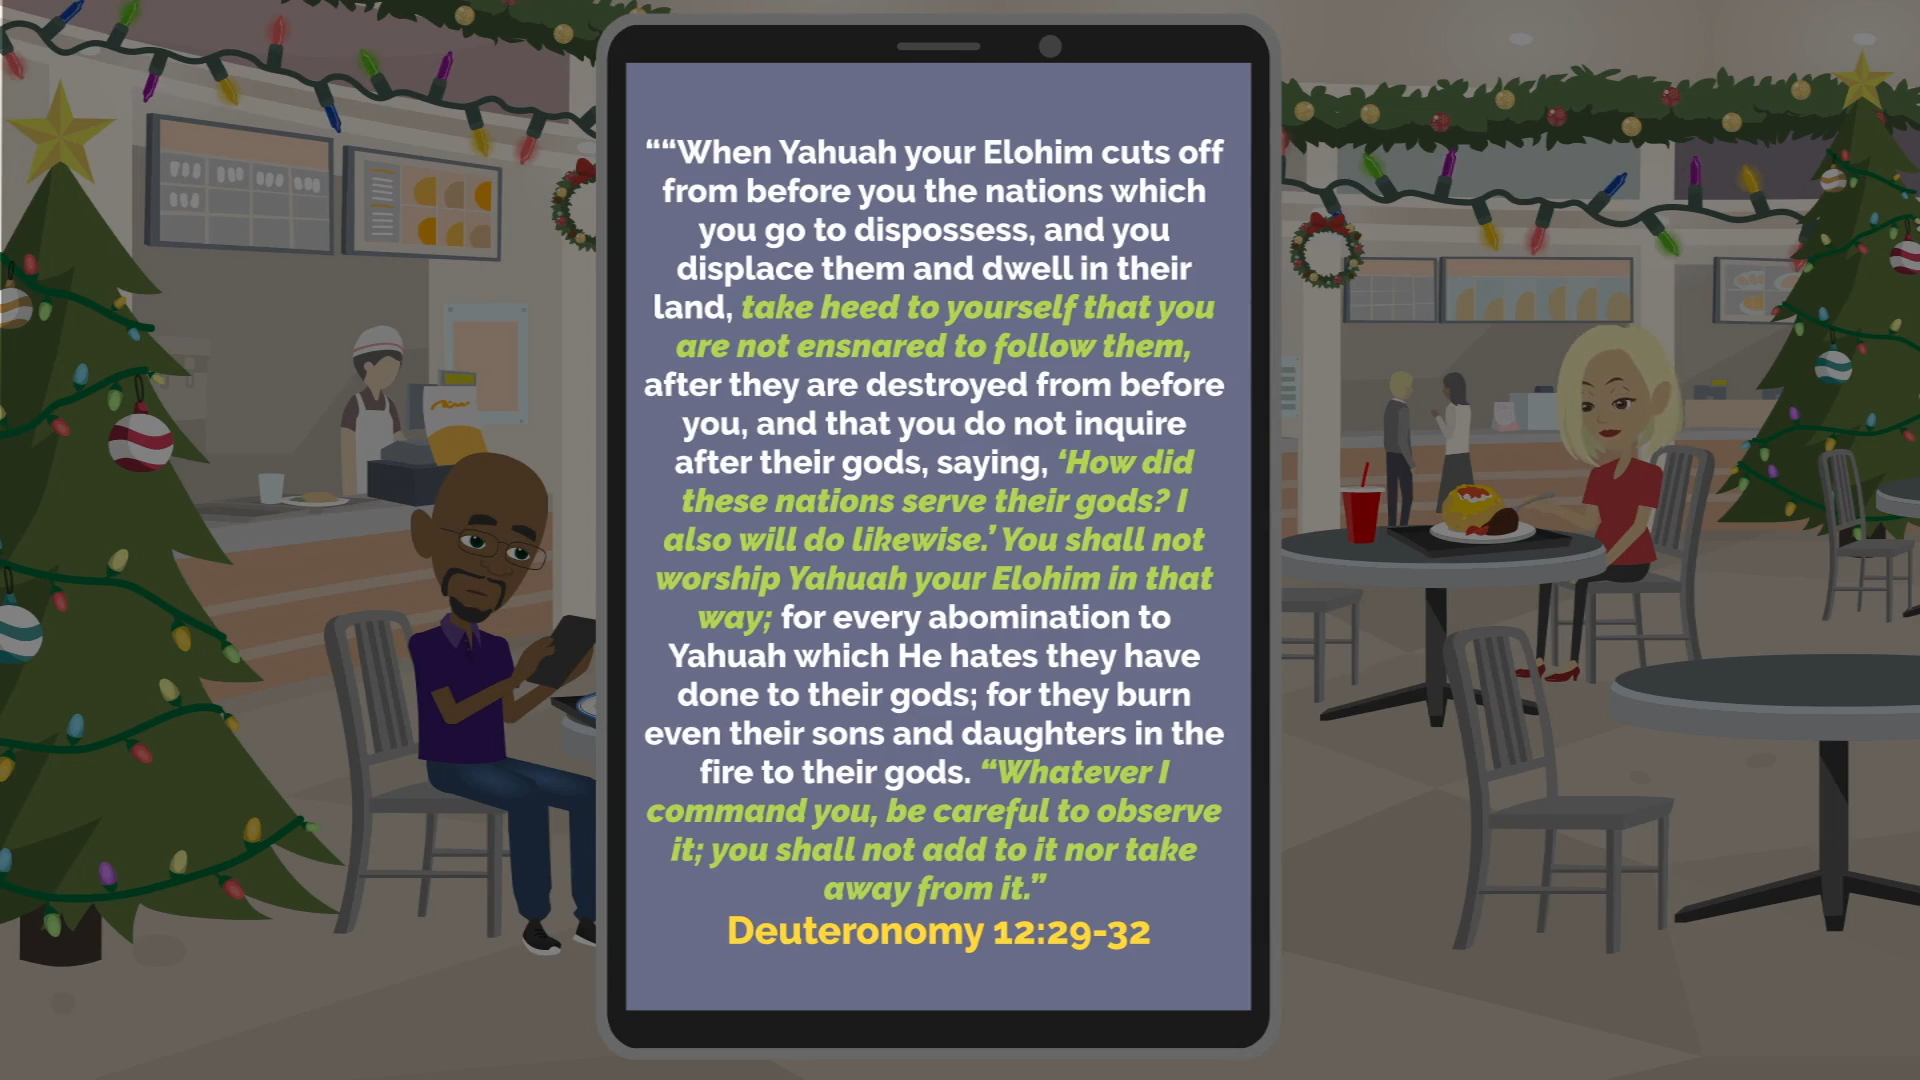 ““When Yahuah your Elohim cuts off
from before you the nations which
you go to dispossess, and you
displace them and dwell in their
land, take heed to yourself that you
are not ensnared to follow them,
after they are destroyed from before
you, and that you do not inquire
after their gods, saying, ‘How did
these nations serve their gods? I
also will do likewise.’ You shall not
worship Yahuah your Elohim in that
way; for every abomination to
Yahuah which He hates they have
done to their gods; for they burn
even their sons and daughters in the
fire to their gods. “Whatever I
command you, be careful to observe
it; you shall not add to it nor take
away from it.”
Deuteronomy 12:29-32